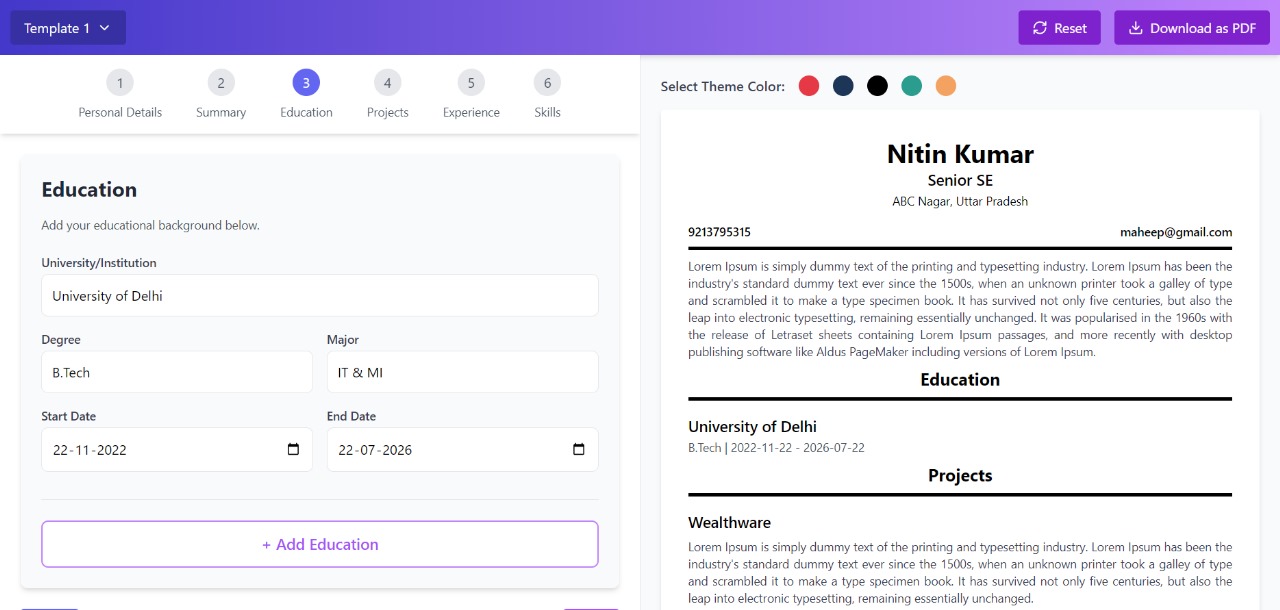 Template 1
Reset
Download as PDF
1
2
3
4
5
6
Personal Details
Summary
Education
Projects
Experience
Skills
Education
Add your educational background below.
University/Institution
University of Delhi
Degree
Major
B.Tech
IT & MI
Start Date
End Date
22-11-2022
22-07-2026
+ Add Education
Select Theme Color:
Nitin Kumar
Senior SE
ABC Nagar, Uttar Pradesh
9213795315
maheep@gmail.com
Lorem Ipsum is simply dummy text of the printing and typesetting industry. Lorem Ipsum has been the
industry's standard dummy text ever since the 1500s, when an unknown printer took a galley of type
and scrambled it to make a type specimen book. It has survived not only five centuries, but also the
leap into electronic typesetting, remaining essentially unchanged. It was popularised in the 1960s with
the release of Letraset sheets containing Lorem Ipsum passages, and more recently with desktop
publishing software like Aldus PageMaker including versions of Lorem Ipsum.
Education
University of Delhi
B.Tech | 2022-11-22 - 2026-07-22
Projects
Wealthware
Lorem Ipsum is simply dummy text of the printing and typesetting industry. Lorem Ipsum has been the
industry's standard dummy text ever since the 1500s, when an unknown printer took a galley of type
and scrambled it to make a type specimen book. It has survived not only five centuries, but also the
leap into electronic typesetting, remaining essentially unchanged.